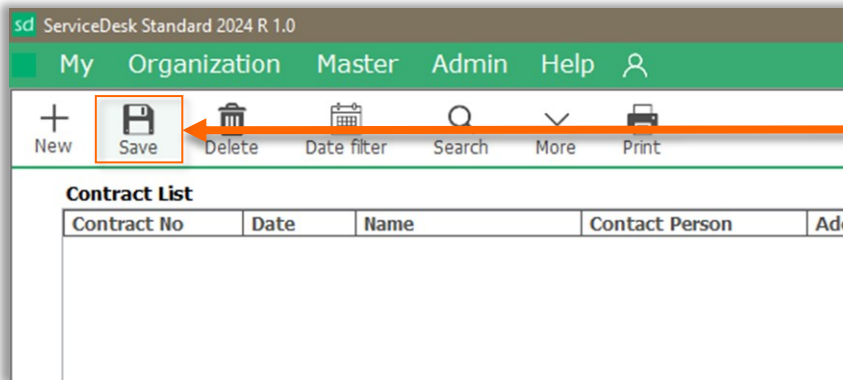 sd ServiceDesk Standard 2024 R 1.0
My Organization Master Admin Help
New Save Delete Date filter Search More Print
Contract List
Contract No Date Name Contact Person